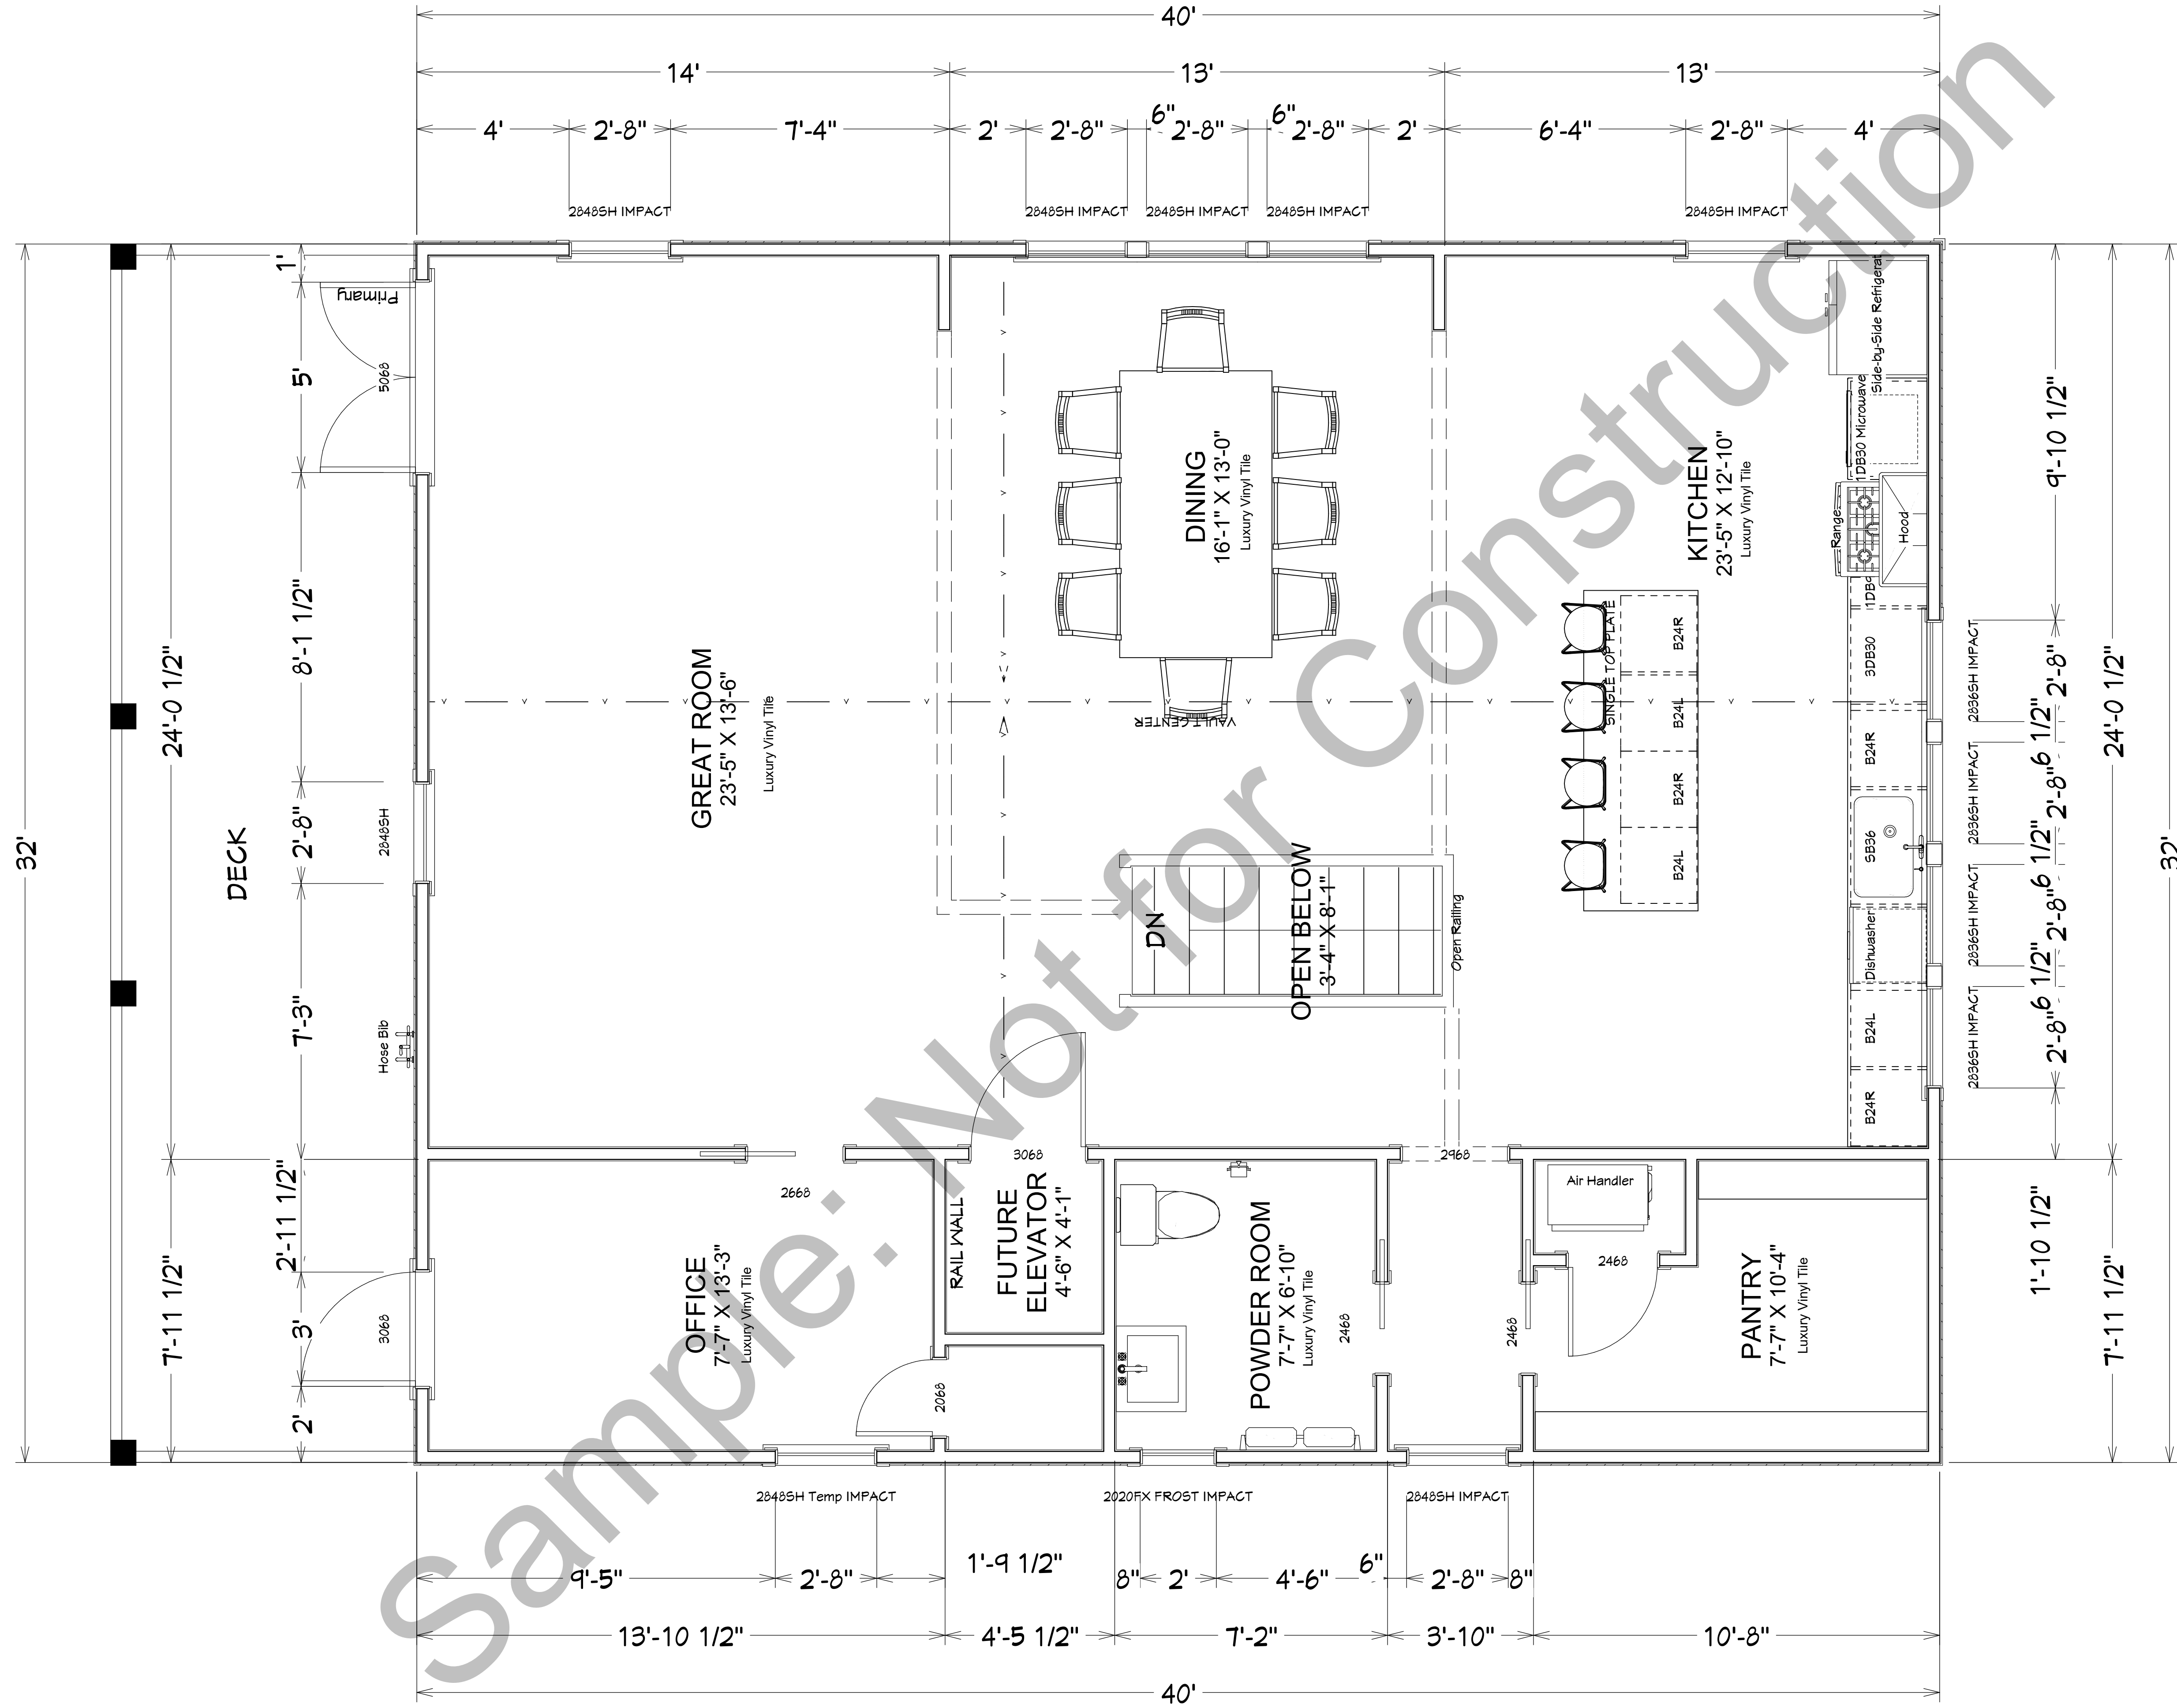 40'
14'
13'
13'
4'
2'-8"
7'-4"
2'
2'-8"
6"
2'-8"
6"
2'-8"
2'
6'-4"
2'-8"
4'
2848SH IMPACT
2848SH IMPACT
2848SH IMPACT
2848SH IMPACT
2848SH IMPACT
32'
24'-0 1/2"
7'-11 1/2"
DECK
1'
5'
8'-1 1/2"
2'-8"
7'-3"
2'-11 1/2"
3'
2'
Primary
5068
2848SH
Hose Bib
3068
GREAT ROOM
23'-5" X 13'-6"
Luxury Vinyl Tile
DINING
16'-1" X 13'-0"
Luxury Vinyl Tile
VAULT CENTER
KITCHEN
23'-5" X 12'-10"
Luxury Vinyl Tile
SINGLE TOP PLATE
B24R
B24L
B24R
B24L
Side-by-Side Refrigerat
1DB30 Microwave
Range
Hood
1DB9
3DB30
B24R
SB36
Dishwasher
B24L
B24R
DN
OPEN BELOW
3'-4" X 8'-1"
Open Railing
2836SH IMPACT
2836SH IMPACT
2836SH IMPACT
2836SH IMPACT
9'-10 1/2"
2'-8"
6 1/2"
2'-8"
6 1/2"
2'-8"
6 1/2"
2'-8"
1'-10 1/2"
24'-0 1/2"
7'-11 1/2"
32'
2668
3068
2968
OFFICE
7'-7" X 13'-3"
Luxury Vinyl Tile
RAIL WALL
FUTURE
ELEVATOR
4'-6" X 4'-1"
2068
POWDER ROOM
7'-7" X 6'-10"
Luxury Vinyl Tile
2468
2468
Air Handler
2468
PANTRY
7'-7" X 10'-4"
Luxury Vinyl Tile
2848SH Temp IMPACT
2020FX FROST IMPACT
2848SH IMPACT
9'-5"
2'-8"
1'-9 1/2"
8"
2'
4'-6"
6"
2'-8"
8"
13'-10 1/2"
4'-5 1/2"
7'-2"
3'-10"
10'-8"
40'
Sample: Not for Construction